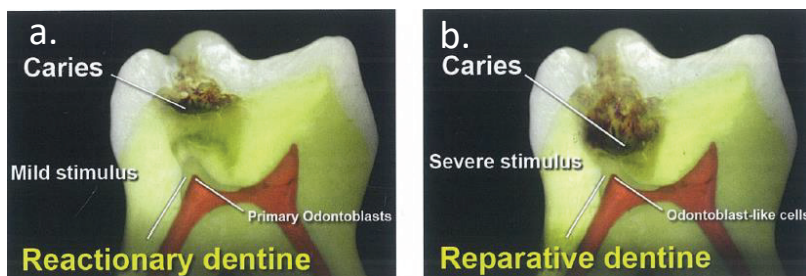 a.
Caries
Mild stimulus
Primary Odontoblasts
Reactionary dentine
b.
Caries
Severe stimulus
Odontoblast-like cells
Reparative dentine